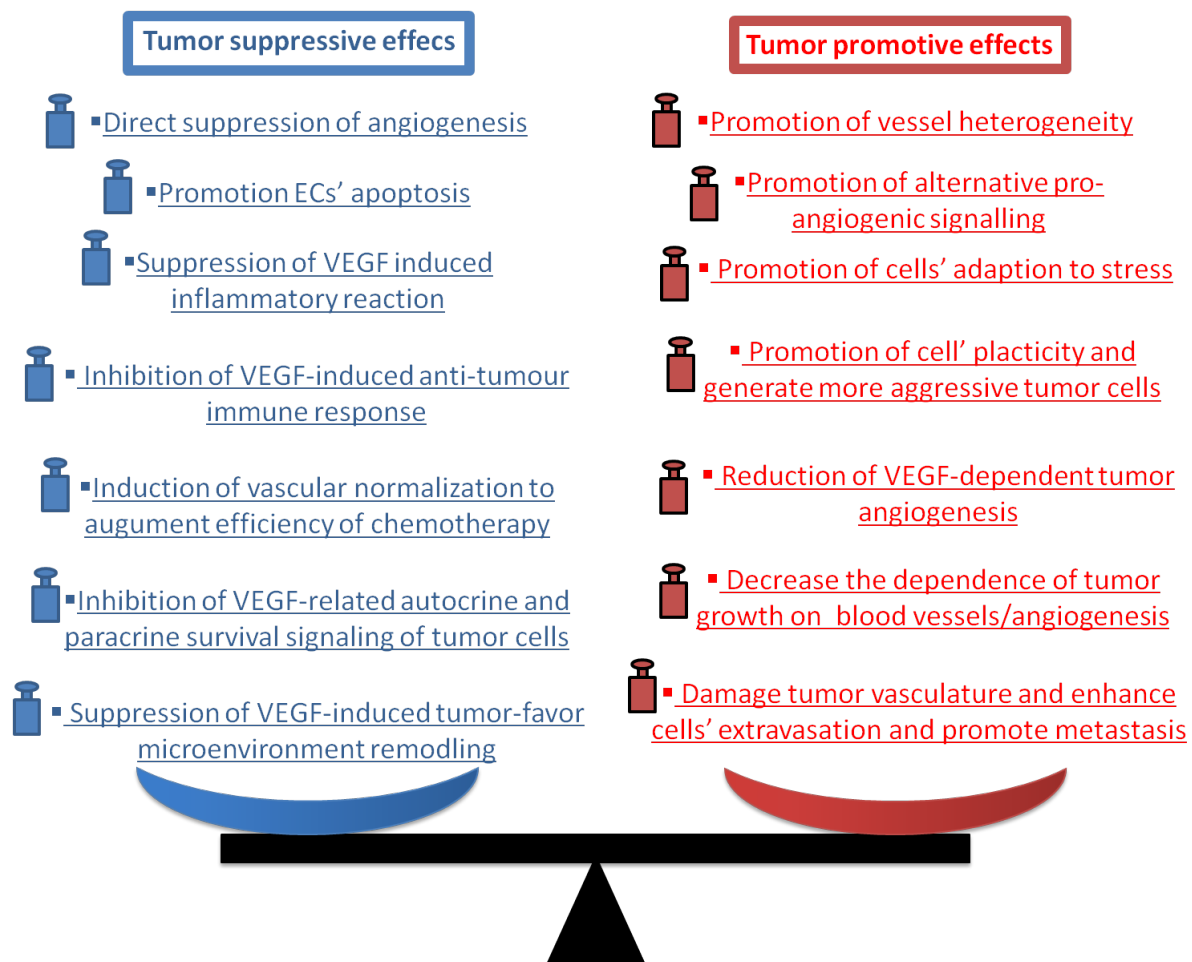 Tumor suppressive effecs
▪Direct suppression of angiogenesis
▪Promotion ECs' apoptosis
▪Suppression of VEGF induced
inflammatory reaction
▪ Inhibition of VEGF-induced anti-tumour
immune response
▪Induction of vascular normalization to
augument efficiency of chemotherapy
▪Inhibition of VEGF-related autocrine and
paracrine survival signaling of tumor cells
▪ Suppression of VEGF-induced tumor-favor
microenvironment remodling
Tumor promotive effects
▪Promotion of vessel heterogeneity
▪Promotion of alternative pro-
angiogenic signalling
▪ Promotion of cells' adaption to stress
▪ Promotion of cell' placticity and
generate more aggressive tumor cells
▪ Reduction of VEGF-dependent tumor
angiogenesis
▪ Decrease the dependence of tumor
growth on blood vessels/angiogenesis
▪ Damage tumor vasculature and enhance
cells' extravasation and promote metastasis